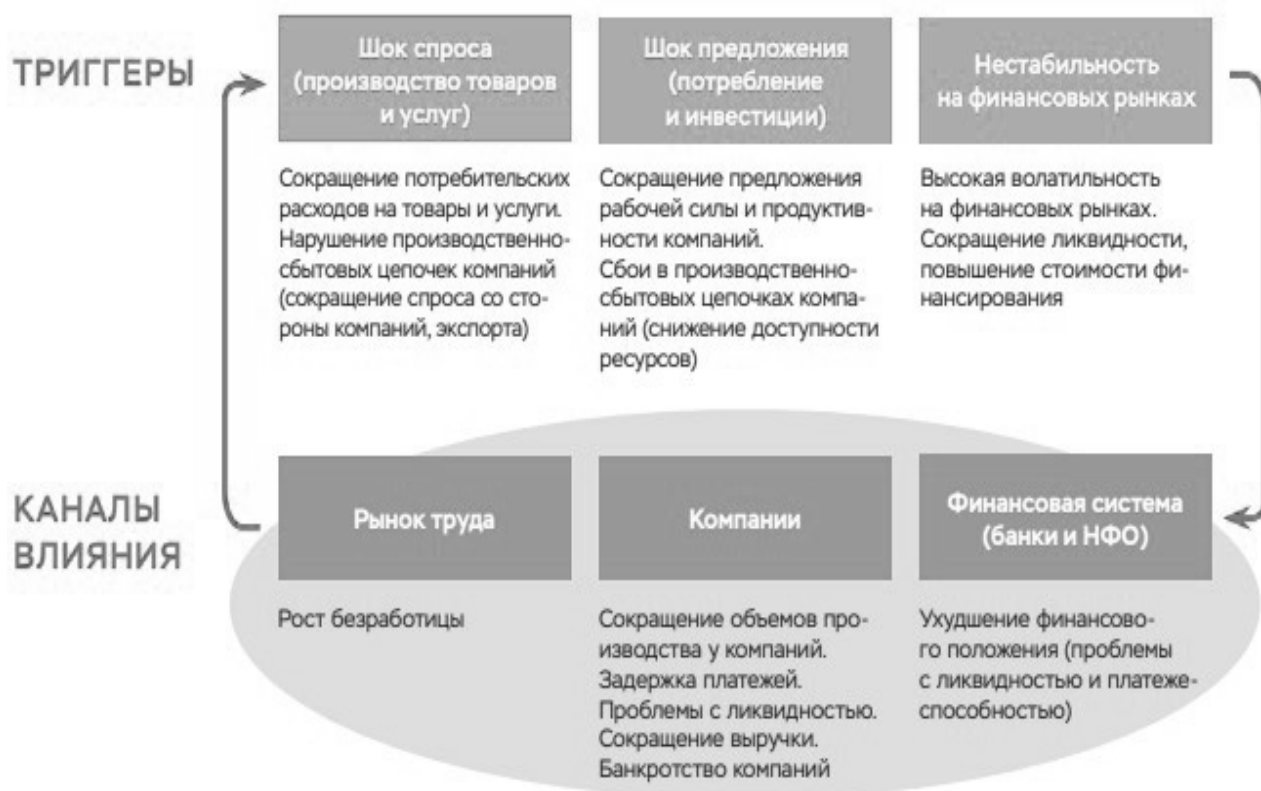 ТРИГГЕРЫ
Шок спроса
(производство товаров
и услуг)
Сокращение потребительских
расходов на товары и услуги.
Нарушение производственно-
сбытовых цепочек компаний
(сокращение спроса со сто-
роны компаний, экспорта)
Шок предложения
(потребление
и инвестиции)
Сокращение предложения
рабочей силы и продуктив-
ности компаний.
Сбои в производственно-
сбытовых цепочках компа-
ний (снижение доступности
ресурсов)
Нестабильность
на финансовых рынках
Высокая волатильность
на финансовых рынках.
Сокращение ликвидности,
повышение стоимости фи-
нансирования
КАНАЛЫ
ВЛИЯНИЯ
Рынок труда
Рост безработицы
Компании
Сокращение объемов про-
изводства у компаний.
Задержка платежей.
Проблемы с ликвидностью.
Сокращение выручки.
Банкротство компаний
Финансовая система
(банки и НФО)
Ухудшение финансово-
го положения (проблемы
с ликвидностью и платеже-
способностью)